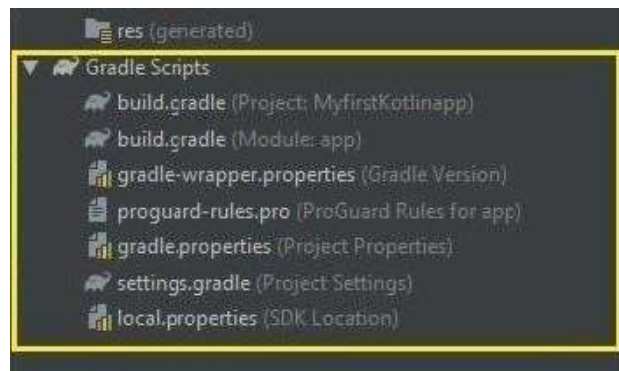 res (generated)
Gradle Scripts
build.gradle (Project: MyfirstKotlinapp)
build.gradle (Module: app)
gradle-wrapper.properties (Gradle Version)
proguard-rules.pro (ProGuard Rules for app)
gradle.properties (Project Properties)
settings.gradle (Project Settings)
local.properties (SDK Location)